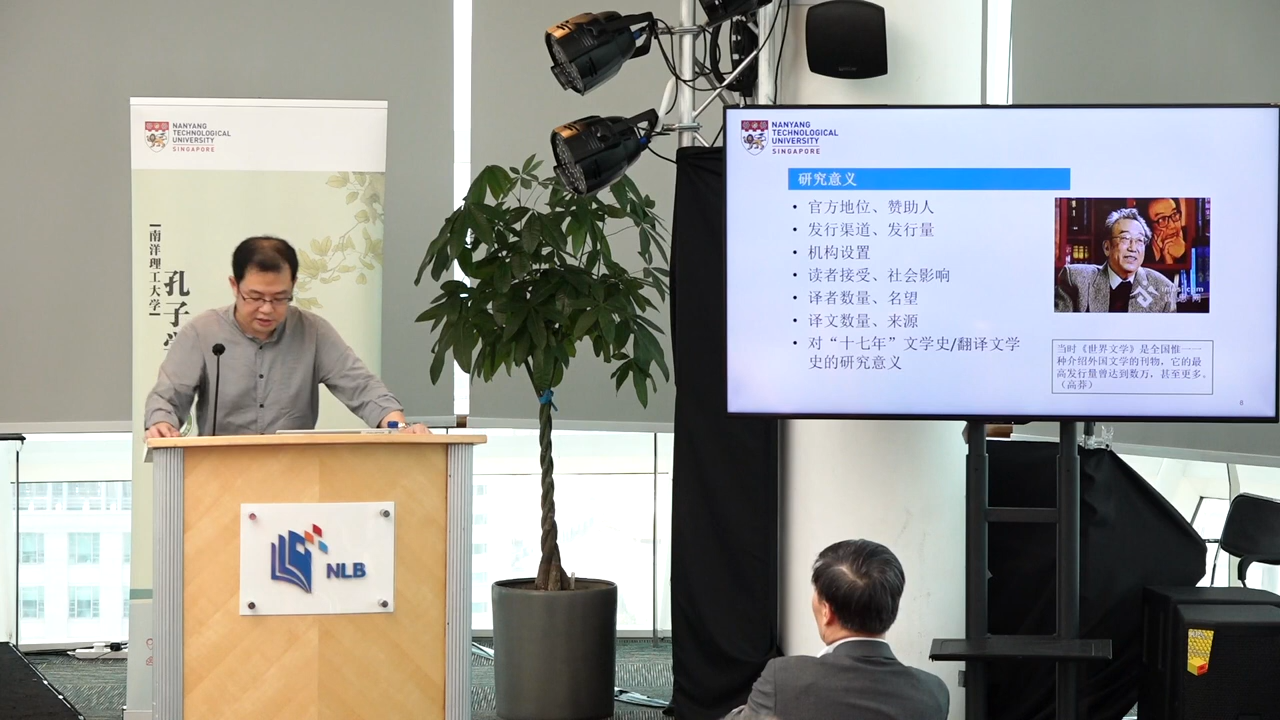 NANYANG
TECHNOLOGICAL
UNIVERSITY
SINGAPORE
南洋理工大学
孔子学
NLB
NANYANG
TECHNOLOGICAL
UNIVERSITY
SINGAPORE
研究意义
• 官方地位、赞助人
• 发行渠道、发行量
• 机构设置
• 读者接受、社会影响
• 译者数量、名望
• 译文数量、来源
• 对“十七年”文学史/翻译文学
史的研究意义
当时《世界文学》是全国惟一一
种介绍外国文学的刊物，它的最
高发行量曾达到数万，甚至更多。
（高莽）
8